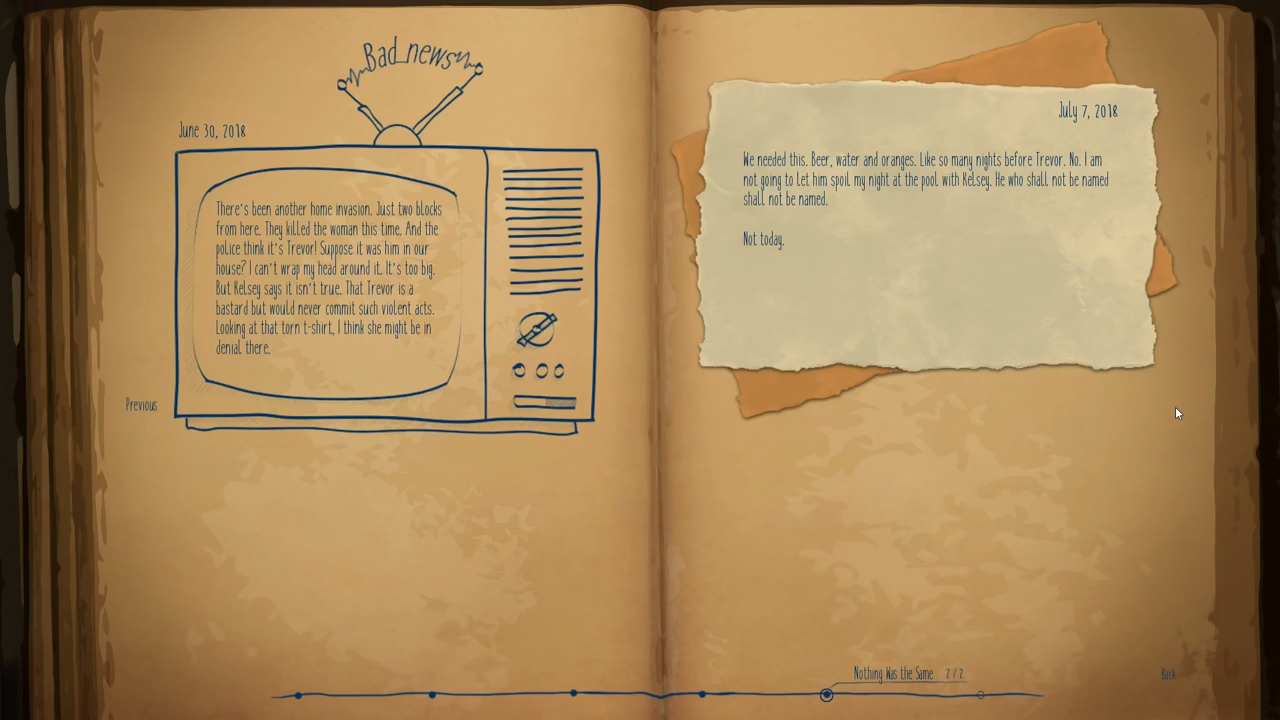 Bad news
June 30, 2018
There's been another home invasion. Just two blocks
from here. They killed the woman this time. And the
police think it's Trevor! Suppose it was him in our
house? I can't wrap my head around it. It's too big.
But Kelsey says it isn't true. That Trevor is a
bastard but would never commit such violent acts.
Looking at that torn t-shirt, I think she might be in
denial there.
Previous
July 7, 2018
We needed this. Beer, water and oranges. Like so many nights before Trevor. No. I am
not going to let him spoil my night at the pool with Kelsey. He who shall not be named
shall not be named.
Not today.
Nothing Was the Same 2 / 2
Back